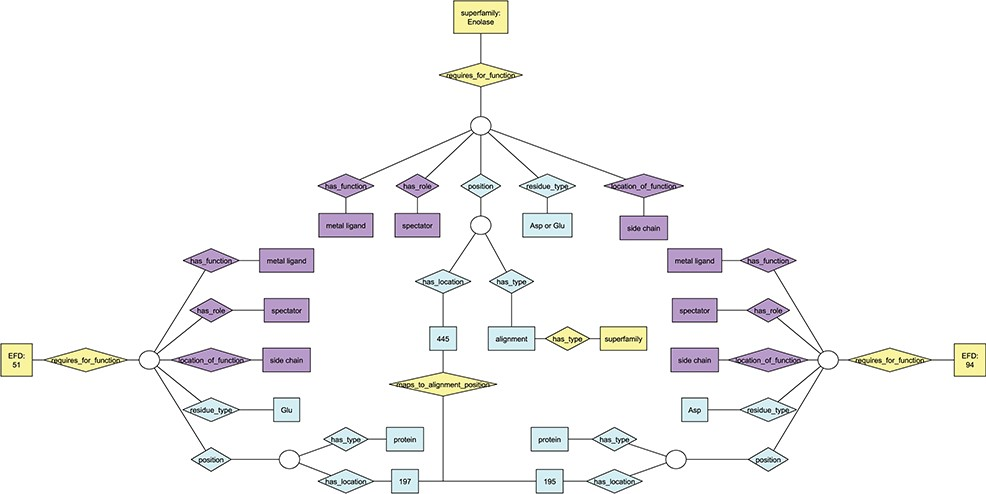 superfamily:
Enolase
requires_for_function
has_function
has_role
position
residue_type
location_of_function
metal ligand
spectator
Asp or Glu
side chain
has_function
metal ligand
has_role
spectator
EFD:
51
requires_for_function
location_of_function
side chain
residue_type
Glu
position
has_type
protein
has_location
197
has_location
has_type
445
alignment
has_type
superfamily
maps_to_alignment_position
metal ligand
has_function
spectator
has_role
side chain
location_of_function
requires_for_function
EFD:
94
Asp
residue_type
protein
has_type
position
195
has_location